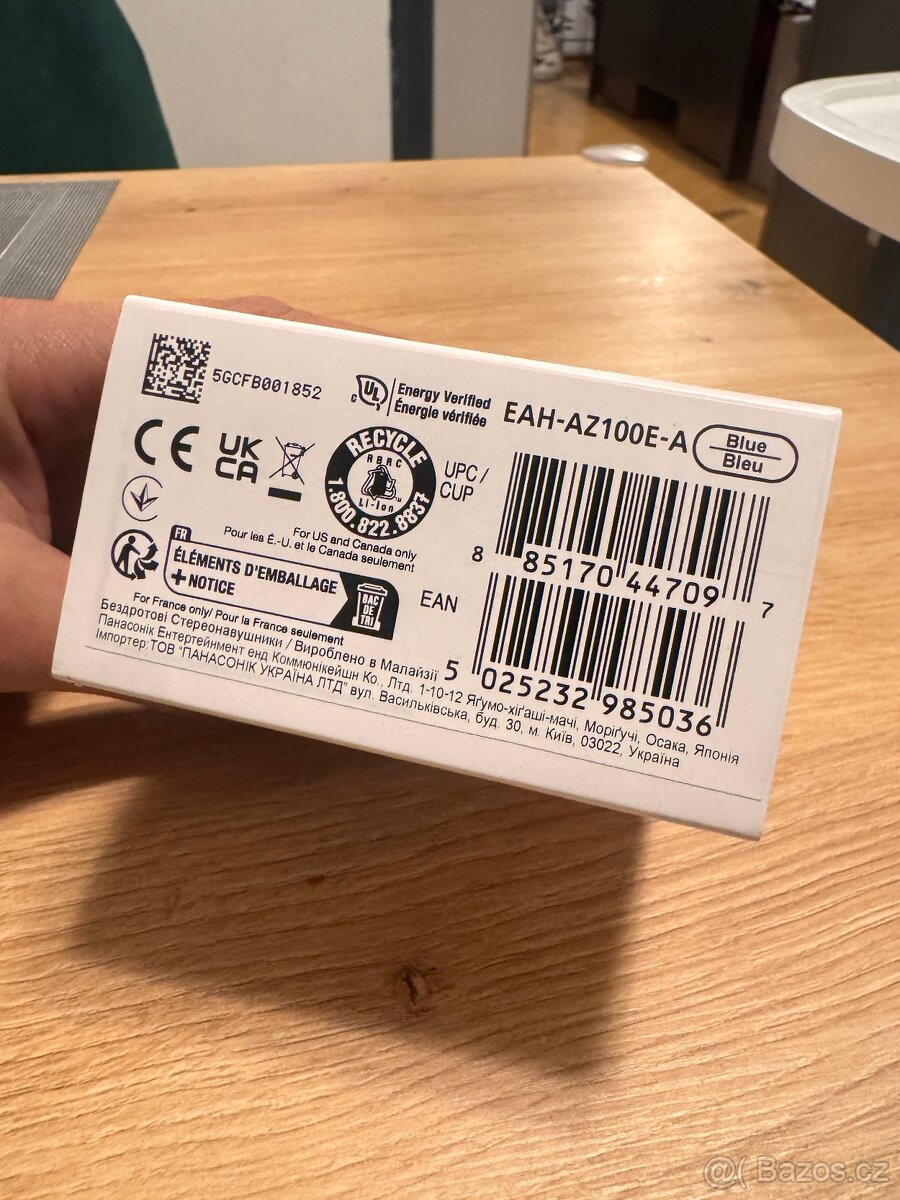 5GCFB001852
c UL Energy Verified
Énergie vérifiée
EAH-AZ100E-A
Blue
Bleu
CE
UK
CA
RECYCLE
RBRC
Li-Ion
1.800.822.8837
UPC /
CUP
8 85170 44709 7
For US and Canada only
Pour les É.-U. et le Canada seulement
FR
ÉLÉMENTS D'EMBALLAGE
+ NOTICE
BAC
DE
TRI
EAN
5 025232 985036
For France only/ Pour la France seulement
Бездротові Стереонавушники / Вироблено в Малайзії
Панасонік Ентертейнмент енд Коммюнікейшн Ко., Лтд. 1-10-12 Яґумо-хіґаші-мачі, Моріґучі, Осака, Японія
Імпортер:ТОВ "ПАНАСОНІК УКРАЇНА ЛТД" вул. Васильківська, буд. 30, м. Київ, 03022, Україна
@( Bazos.cz